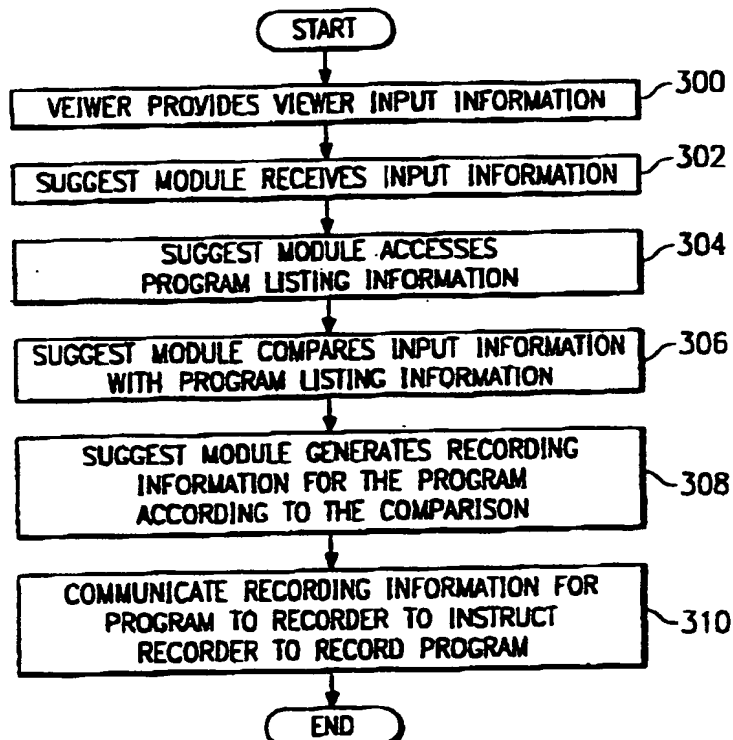 START
VEIWER PROVIDES VIEWER INPUT INFORMATION
300
SUGGEST MODULE RECEIVES INPUT INFORMATION
302
SUGGEST MODULE ACCESSES
PROGRAM LISTING INFORMATION
304
SUGGEST MODULE COMPARES INPUT INFORMATION
WITH PROGRAM LISTING INFORMATION
306
SUGGEST MODULE GENERATES RECORDING
INFORMATION FOR THE PROGRAM
ACCORDING TO THE COMPARISON
308
COMMUNICATE RECORDING INFORMATION FOR
PROGRAM TO RECORDER TO INSTRUCT
RECORDER TO RECORD PROGRAM
310
END